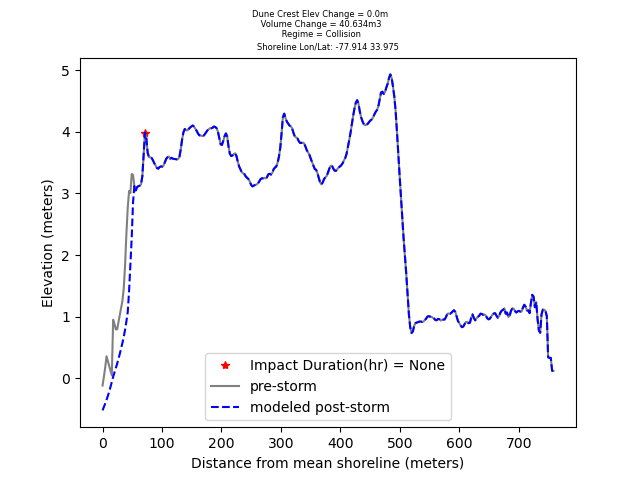 Dune Crest Elev Change = 0.0m
Volume Change = 40.634m3
Regime = Collision
Shoreline Lon/Lat: -77.914 33.975
5
4
3
2
1
0
Elevation (meters)
Impact Duration(hr) = None
pre-storm
modeled post-storm
0 100 200 300 400 500 600 700
Distance from mean shoreline (meters)